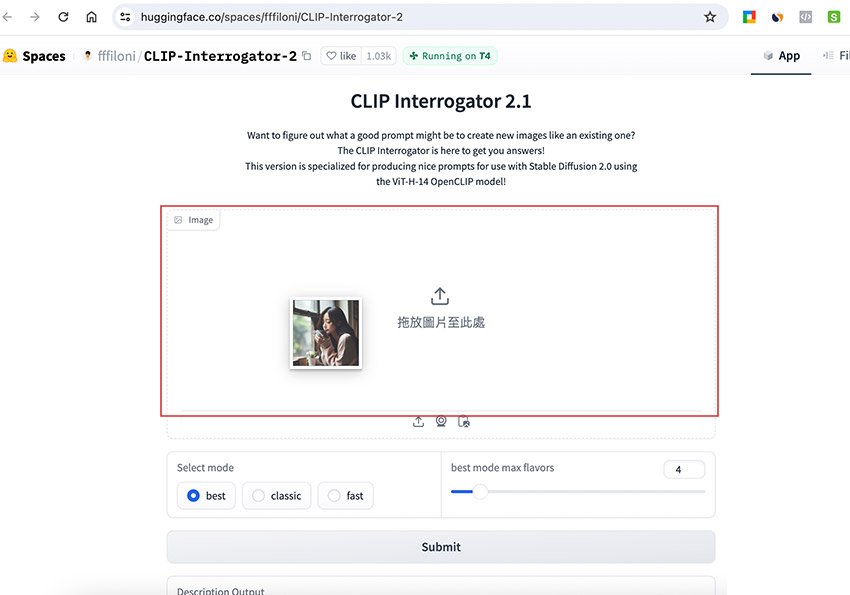 huggingface.co/spaces/fffiloni/CLIP-Interrogator-2
Spaces fffiloni/CLIP-Interrogator-2 like 1.03k Running on T4 App Fil
CLIP Interrogator 2.1
Want to figure out what a good prompt might be to create new images like an existing one?
The CLIP Interrogator is here to get you answers!
This version is specialized for producing nice prompts for use with Stable Diffusion 2.0 using
the ViT-H-14 OpenCLIP model!
Image
拖放圖片至此處
Select mode
best classic fast
best mode max flavors 4
Submit
Description Output